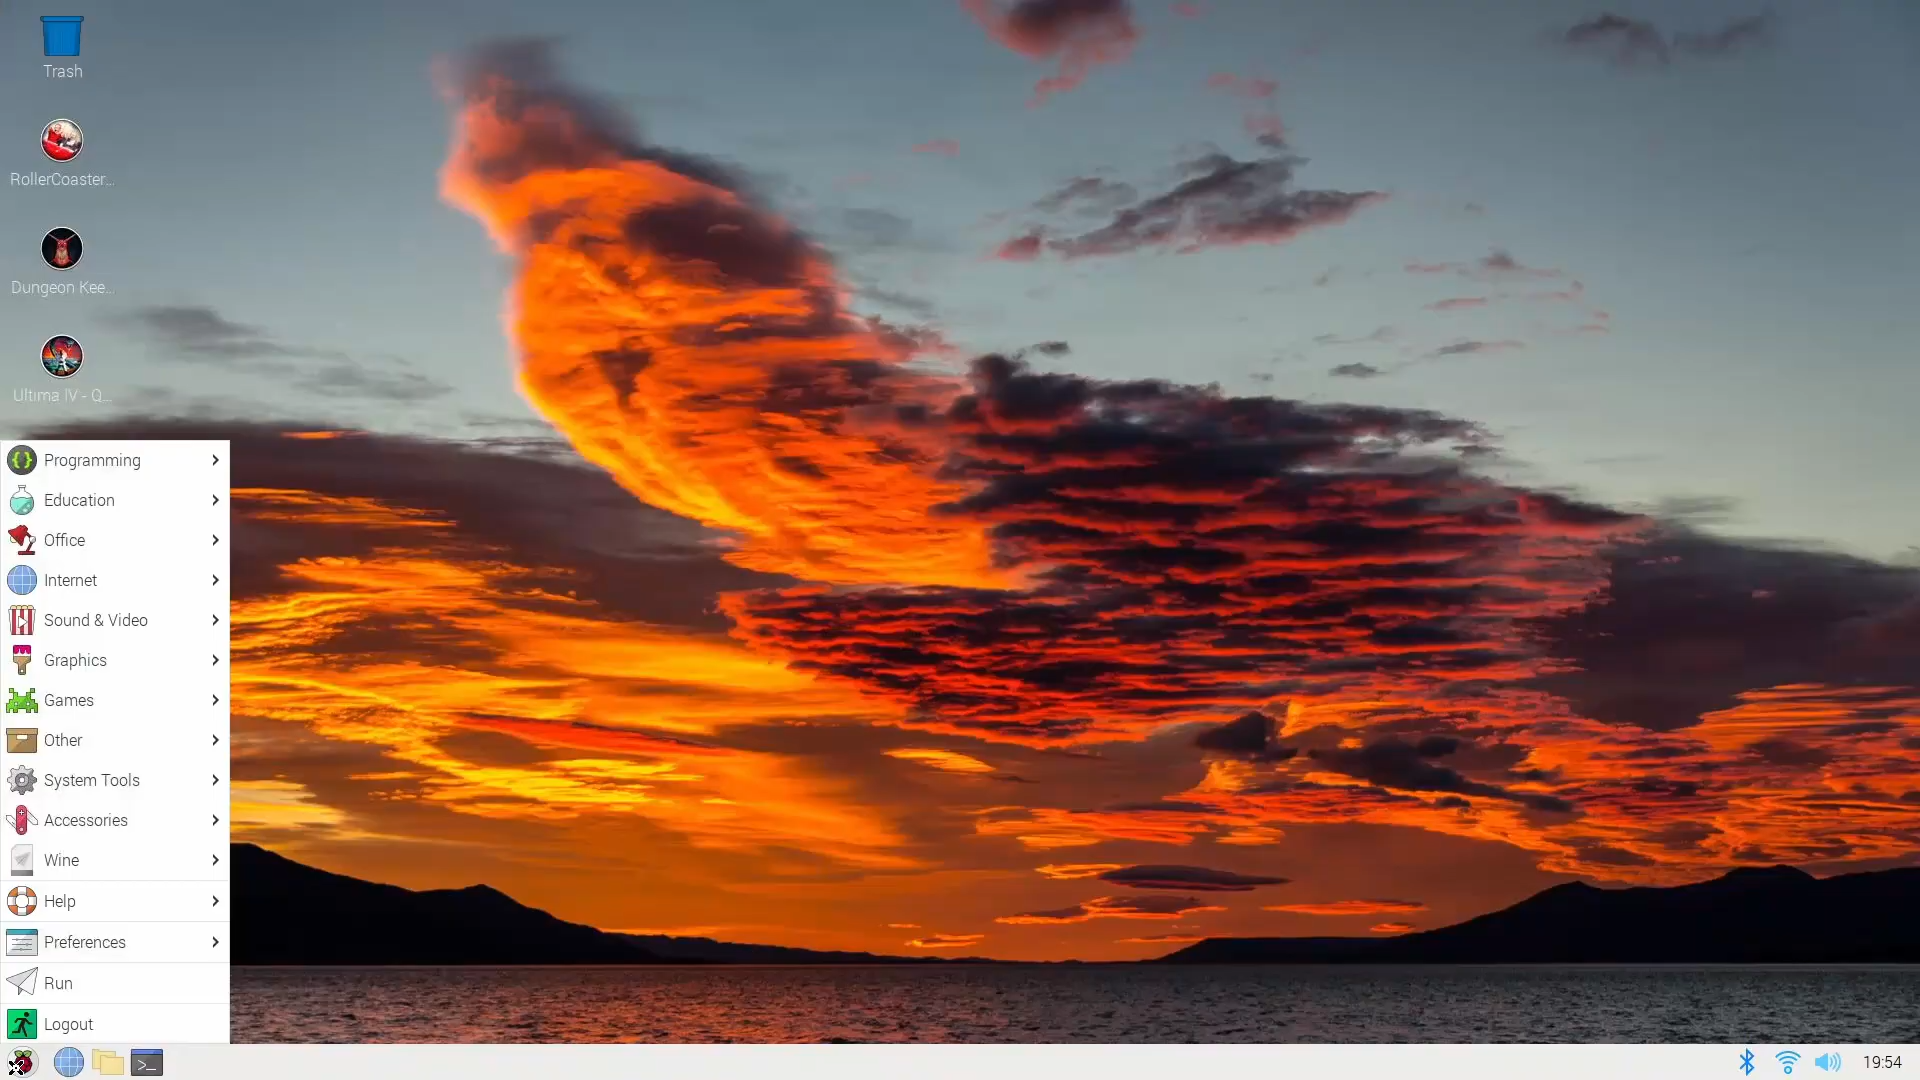 Trash
RollerCoaster...
Dungeon Kee...
Ultima IV - Q...
Programming
Education
Office
Internet
Sound & Video
Graphics
Games
Other
System Tools
Accessories
Wine
Help
Preferences
Run
Logout
19:54